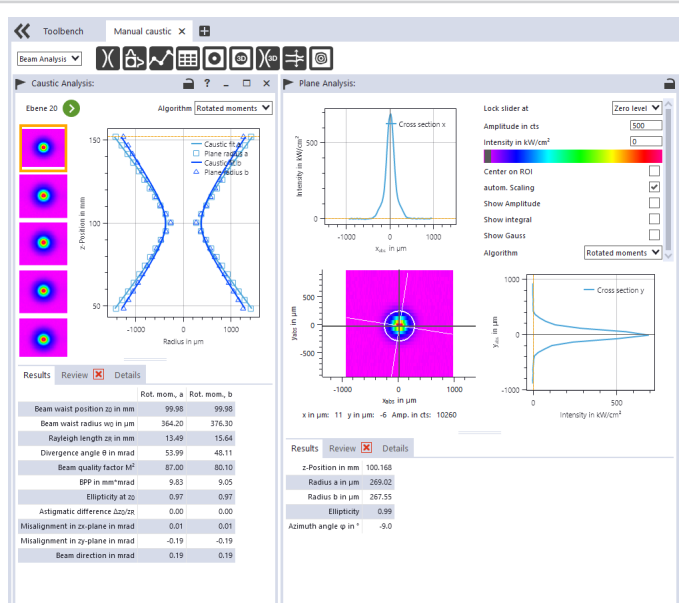 Toolbench
Manual caustic
Beam Analysis
3D
3D
Caustic Analysis:
?
Ebene 20
Algorithm
Rotated moments
150
100
50
z-Position in mm
Caustic fit a
Plane radius a
Caustic fit b
Plane radius b
-1000
0
1000
Radius in µm
Results
Review
Details
Rot. mom., a
Rot. mom., b
Beam waist position z0 in mm 99.98 99.98
Beam waist radius w0 in µm 364.20 376.30
Rayleigh length zR in mm 13.49 15.64
Divergence angle θ in mrad 53.99 48.11
Beam quality factor M² 87.00 80.10
BPP in mm*mrad 9.83 9.05
Ellipticity at z0 0.97 0.97
Astigmatic difference Δz0/zR 0.00 0.00
Misalignment in zx-plane in mrad 0.01 0.01
Misalignment in zy-plane in mrad -0.19 -0.19
Beam direction in mrad 0.19 0.19
Plane Analysis:
Cross section x
Intensity in kW/cm²
500
0
-1000
0
1000
xabs in µm
Lock slider at
Zero level
Amplitude in cts
500
Intensity in kW/cm²
0
Center on ROI
autom. Scaling
Show Amplitude
Show integral
Show Gauss
Algorithm
Rotated moments
500
0
-500
yabs in µm
-1000
0
1000
xabs in µm
x in µm: 11 y in µm: -6 Amp. in cts: 10260
Cross section y
1000
0
-1000
yabs in µm
0
500
Intensity in kW/cm²
Results
Review
Details
z-Position in mm 100.168
Radius a in µm 269.02
Radius b in µm 267.55
Ellipticity 0.99
Azimuth angle φ in ° -9.0